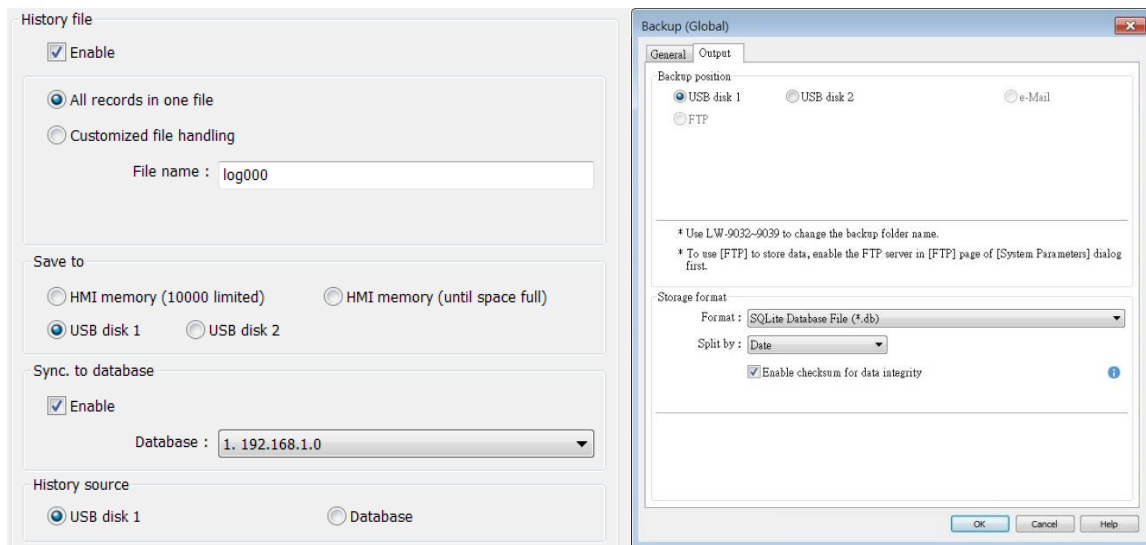 History file
Enable
All records in one file
Customized file handling
File name : log000
Save to
HMI memory (10000 limited) HMI memory (until space full)
USB disk 1 USB disk 2
Sync. to database
Enable
Database : 1. 192.168.1.0
History source
USB disk 1 Database
Backup (Global)
General Output
Backup position
USB disk 1 USB disk 2 e-Mail
FTP
* Use LW-9032~9039 to change the backup folder name.
* To use [FTP] to store data, enable the FTP server in [FTP] page of [System Parameters] dialog
first.
Storage format
Format : SQLite Database File (*.db)
Split by : Date
Enable checksum for data integrity
OK Cancel Help